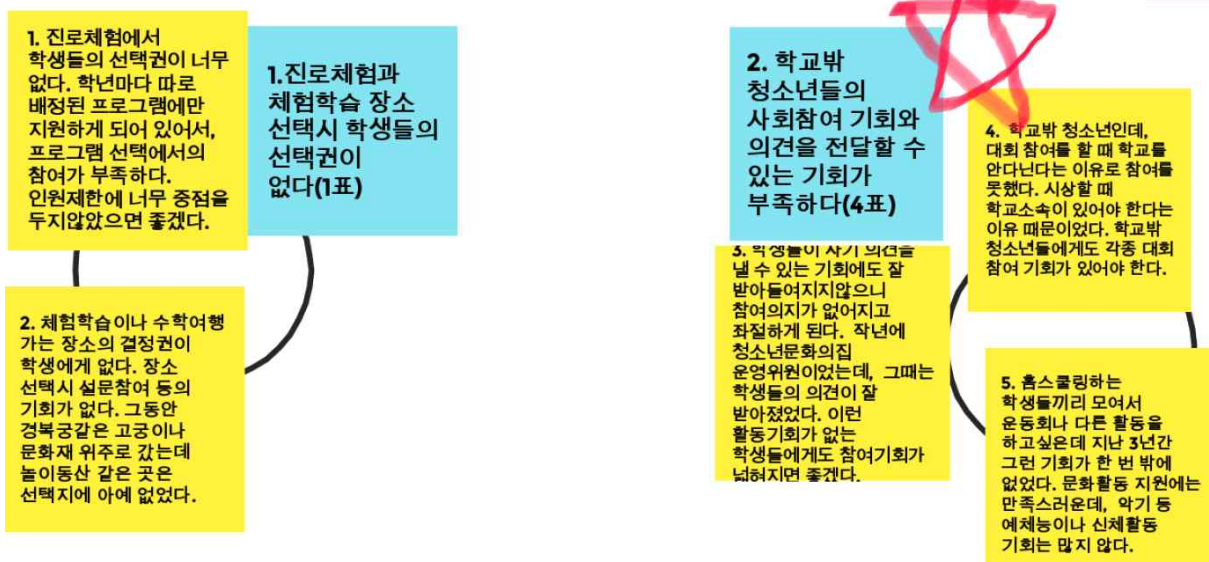 1. 진로체험에서
학생들의 선택권이 너무
없다. 학년마다 따로
배정된 프로그램에만
지원하게 되어 있어서,
프로그램 선택에서의
참여가 부족하다.
인원제한에 너무 중점을
두지않았으면 좋겠다.
1.진로체험과
체험학습 장소
선택시 학생들의
선택권이
없다(1표)
2. 체험학습이나 수학여행
가는 장소의 결정권이
학생에게 없다. 장소
선택시 설문참여 등의
기회가 없다. 그동안
경복궁같은 고궁이나
문화재 위주로 갔는데
놀이동산 같은 곳은
선택지에 아예 없었다.
2. 학교밖
청소년들의
사회참여 기회와
의견을 전달할 수
있는 기회가
부족하다(4표)
3. 학생들이 자기 의견을
낼 수 있는 기회에도 잘
받아들여지지않으니
참여의지가 없어지고
좌절하게 된다. 작년에
청소년문화의집
운영위원이었는데, 그때는
학생들의 의견이 잘
받아졌었다. 이런
활동기회가 없는
학생들에게도 참여기회가
넓혀지면 좋겠다.
4. 학교밖 청소년인데,
대회 참여를 할 때 학교를
안다닌다는 이유로 참여를
못했다. 시상할 때
학교소속이 있어야 한다는
이유 때문이었다. 학교밖
청소년들에게도 각종 대회
참여 기회가 있어야 한다.
5. 홈스쿨링하는
학생들끼리 모여서
운동회나 다른 활동을
하고싶은데 지난 3년간
그런 기회가 한 번 밖에
없었다. 문화활동 지원에는
만족스러운데, 악기 등
예체능이나 신체활동
기회는 많지 않다.